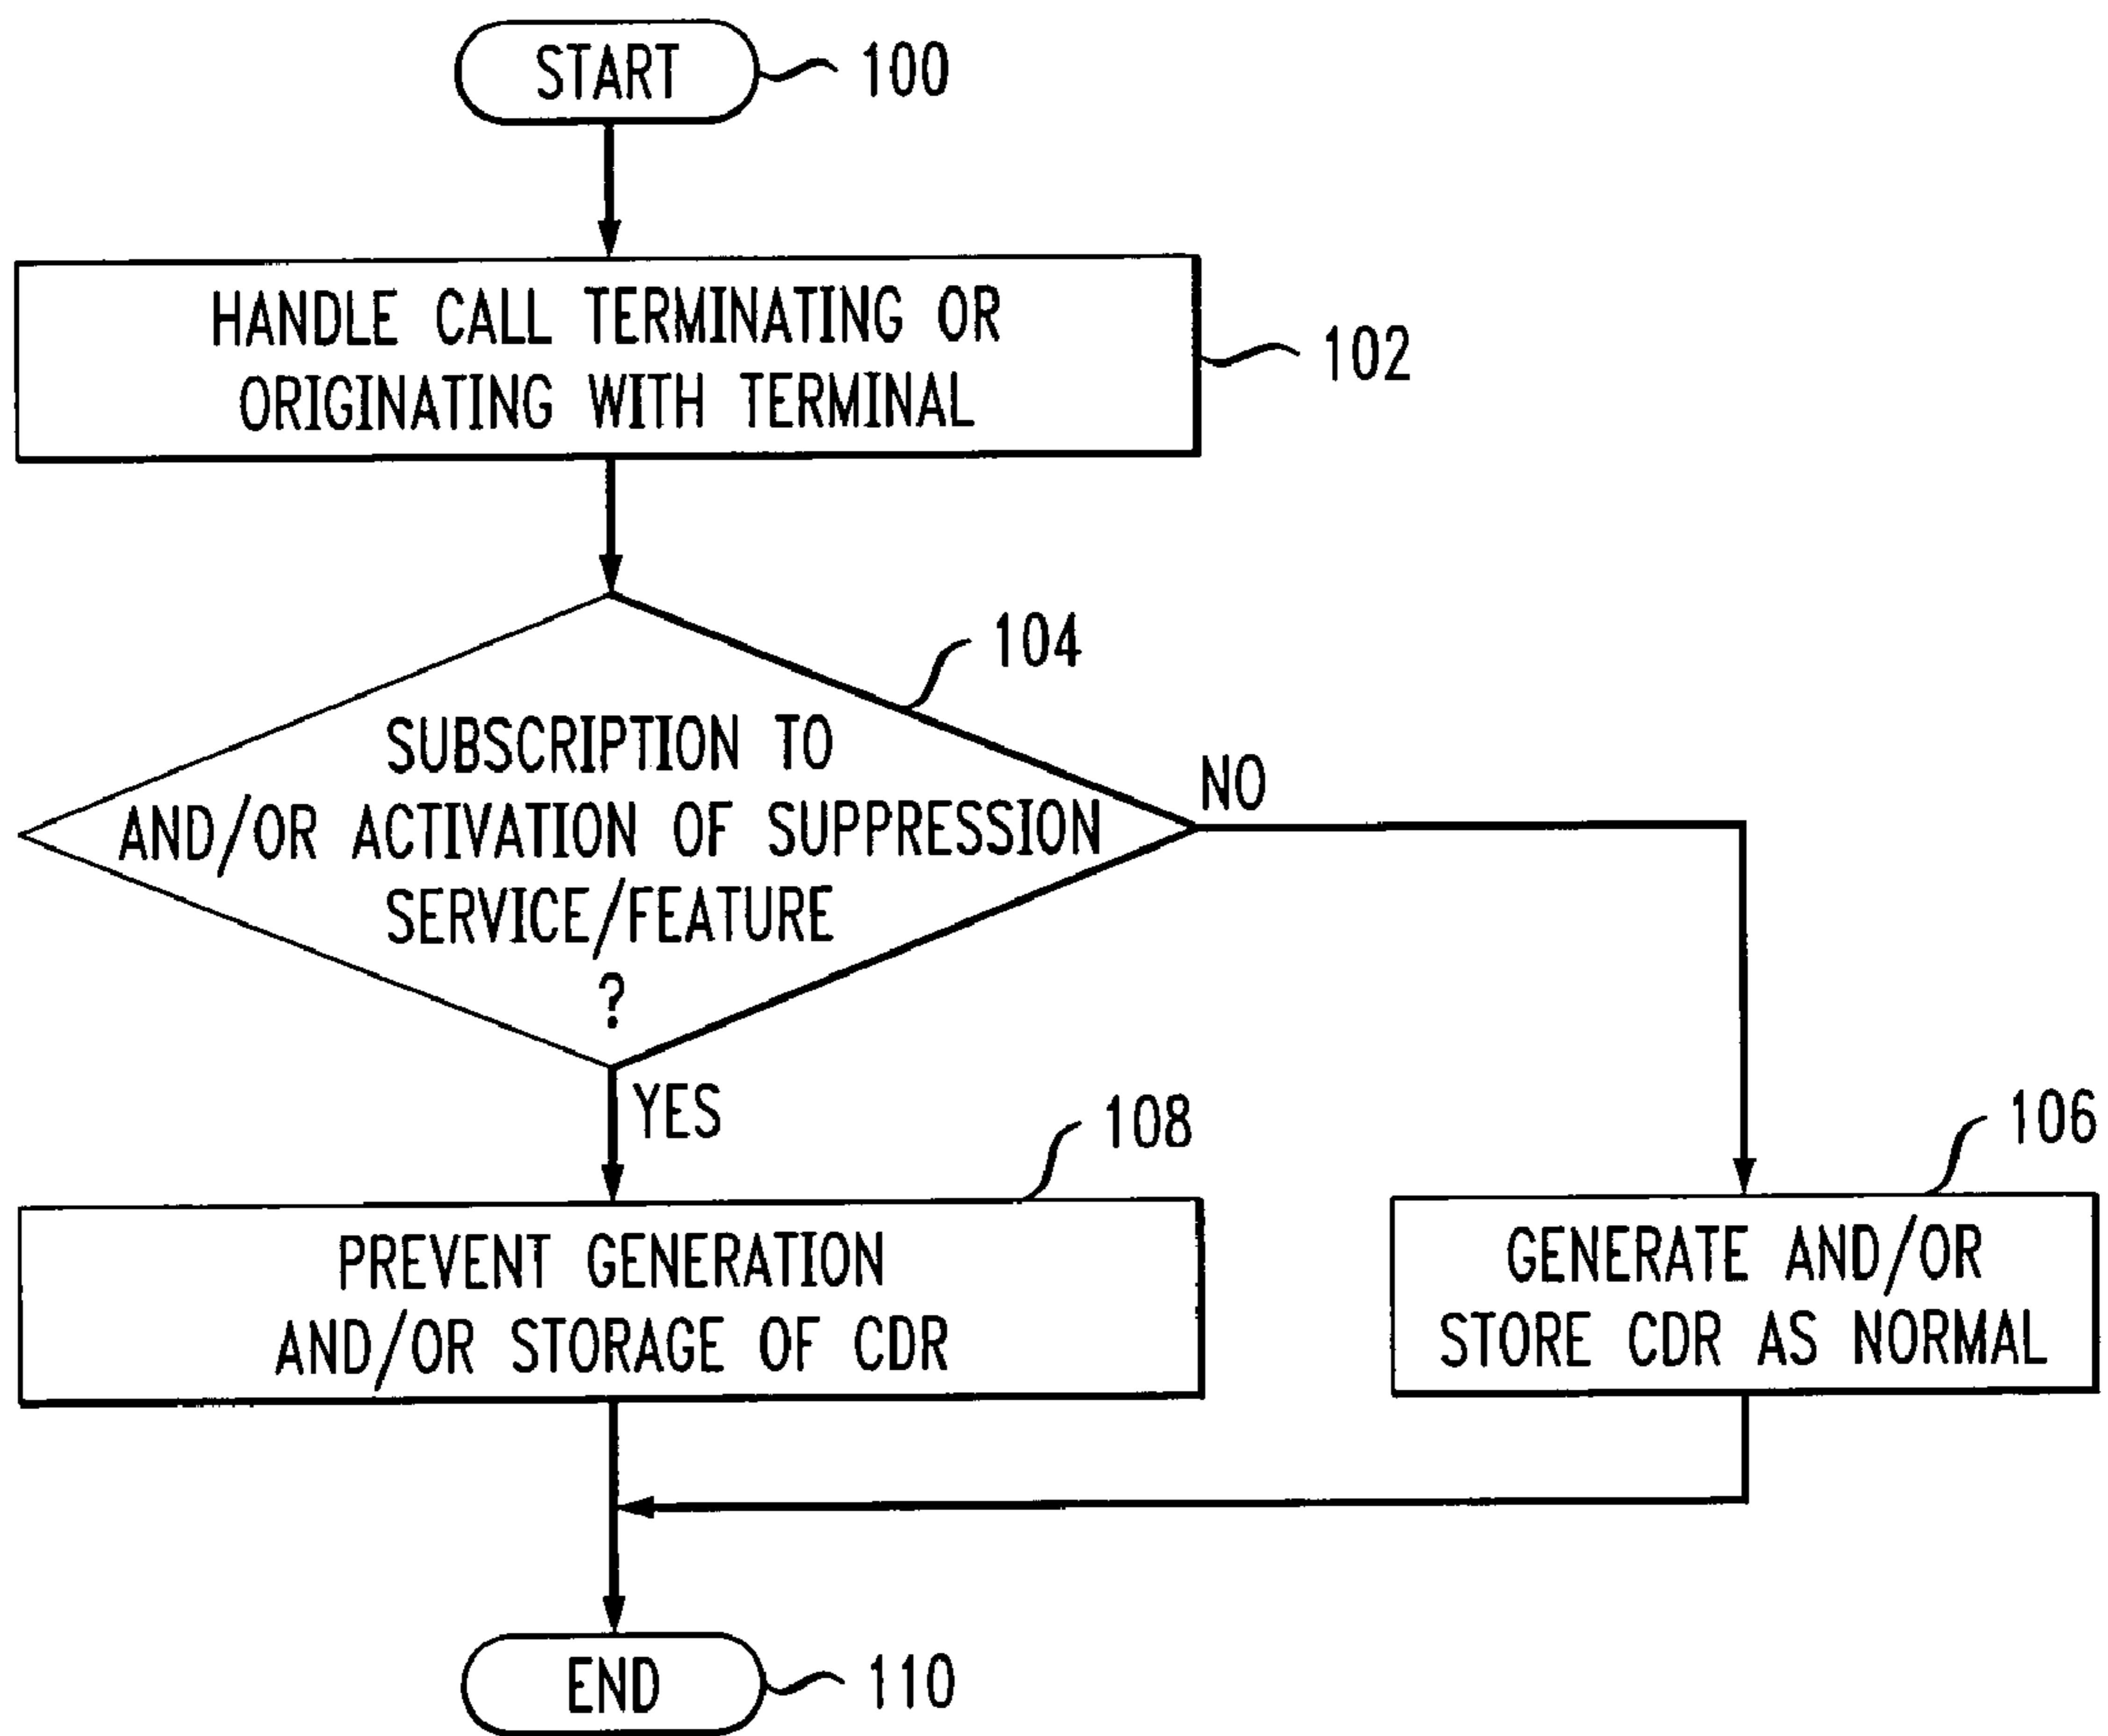 START
100
HANDLE CALL TERMINATING OR
ORIGINATING WITH TERMINAL
102
104
SUBSCRIPTION TO
AND/OR ACTIVATION OF SUPPRESSION
SERVICE/FEATURE
?
NO
YES
108
106
PREVENT GENERATION
AND/OR STORAGE OF CDR
GENERATE AND/OR
STORE CDR AS NORMAL
END
110